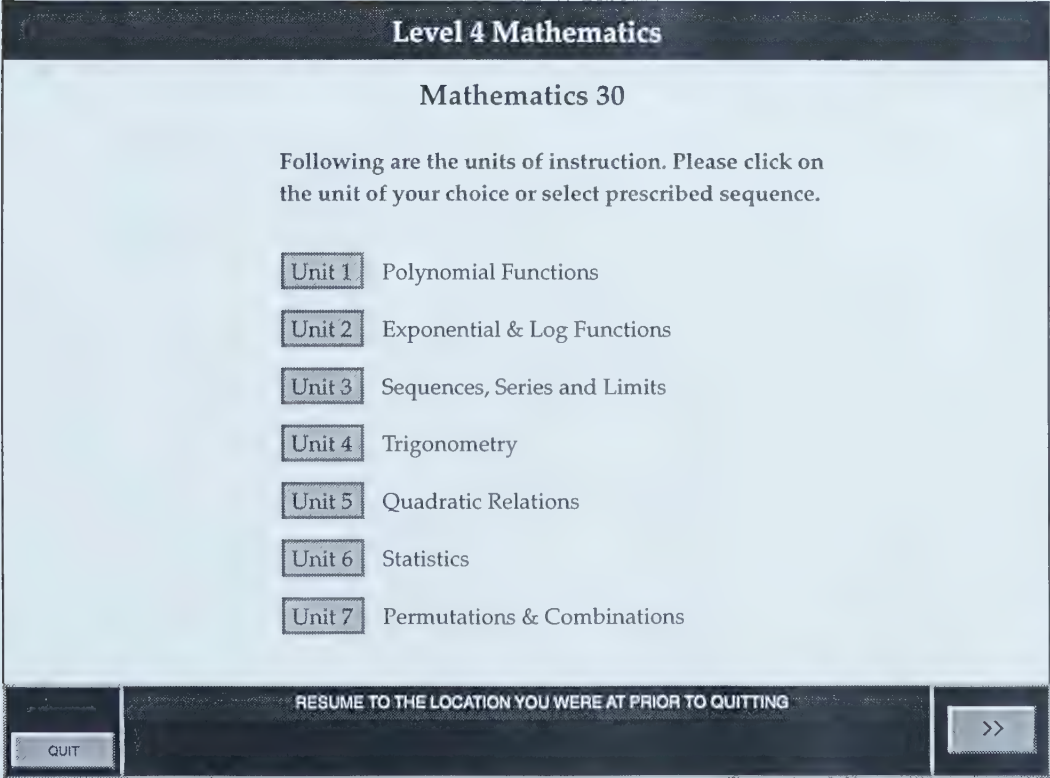 Level 4 Mathematics
Mathematics 30
Following are the units of instruction. Please click on
the unit of your choice or select prescribed sequence.
Unit 1 Polynomial Functions
Unit 2 Exponential & Log Functions
Unit 3 Sequences, Series and Limits
Unit 4 Trigonometry
Unit 5 Quadratic Relations
Unit 6 Statistics
Unit 7 Permutations & Combinations
RESUME TO THE LOCATION YOU WERE AT PRIOR TO QUITTING
>>
QUIT